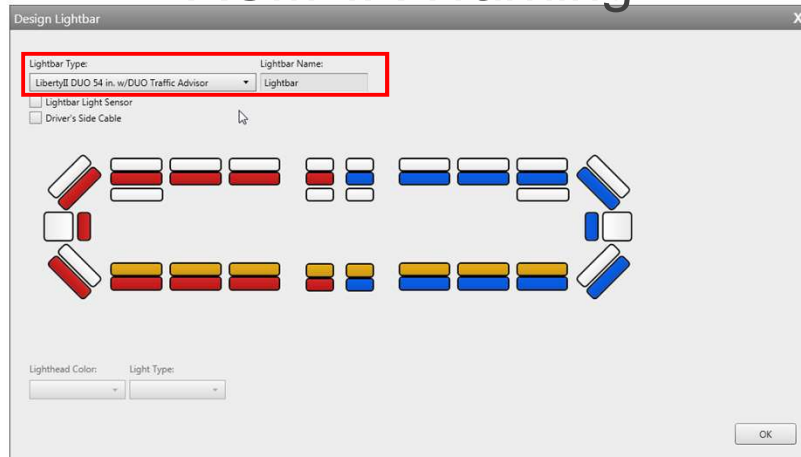 Design Lightbar
X
Lightbar Type: Lightbar Name:
LibertyII DUO 54 in. w/DUO Traffic Advisor Lightbar
Lightbar Light Sensor
Driver's Side Cable
Lighthead Color: Light Type:
OK